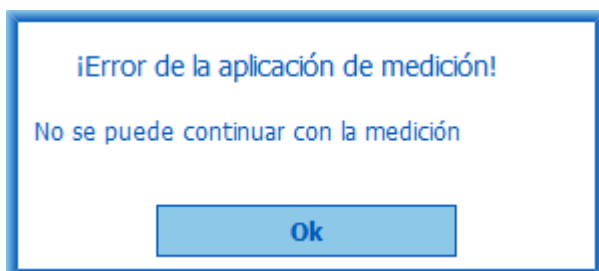 ¡Error de la aplicación de medición!
No se puede continuar con la medición
Ok